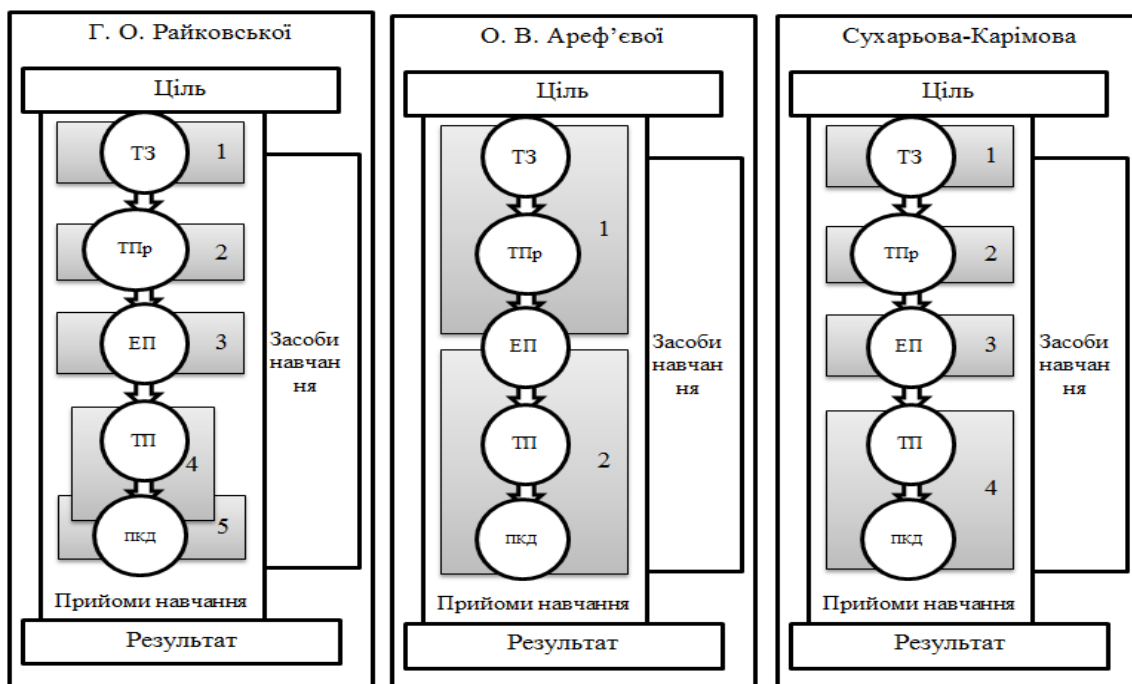 Г. О. Райковської
Ціль
ТЗ
1
ТПр
2
ЕП
3
Засоби
навчан
ня
ТП
4
ПКД
5
Прийоми навчання
Результат
О. В. Ареф’євої
Ціль
ТЗ
1
ТПр
ЕП
Засоби
навчан
ня
ТП
2
ПКД
Прийоми навчання
Результат
Сухарьова-Карімова
Ціль
ТЗ
1
ТПр
2
ЕП
3
Засоби
навчан
ня
ТП
4
ПКД
Прийоми навчання
Результат